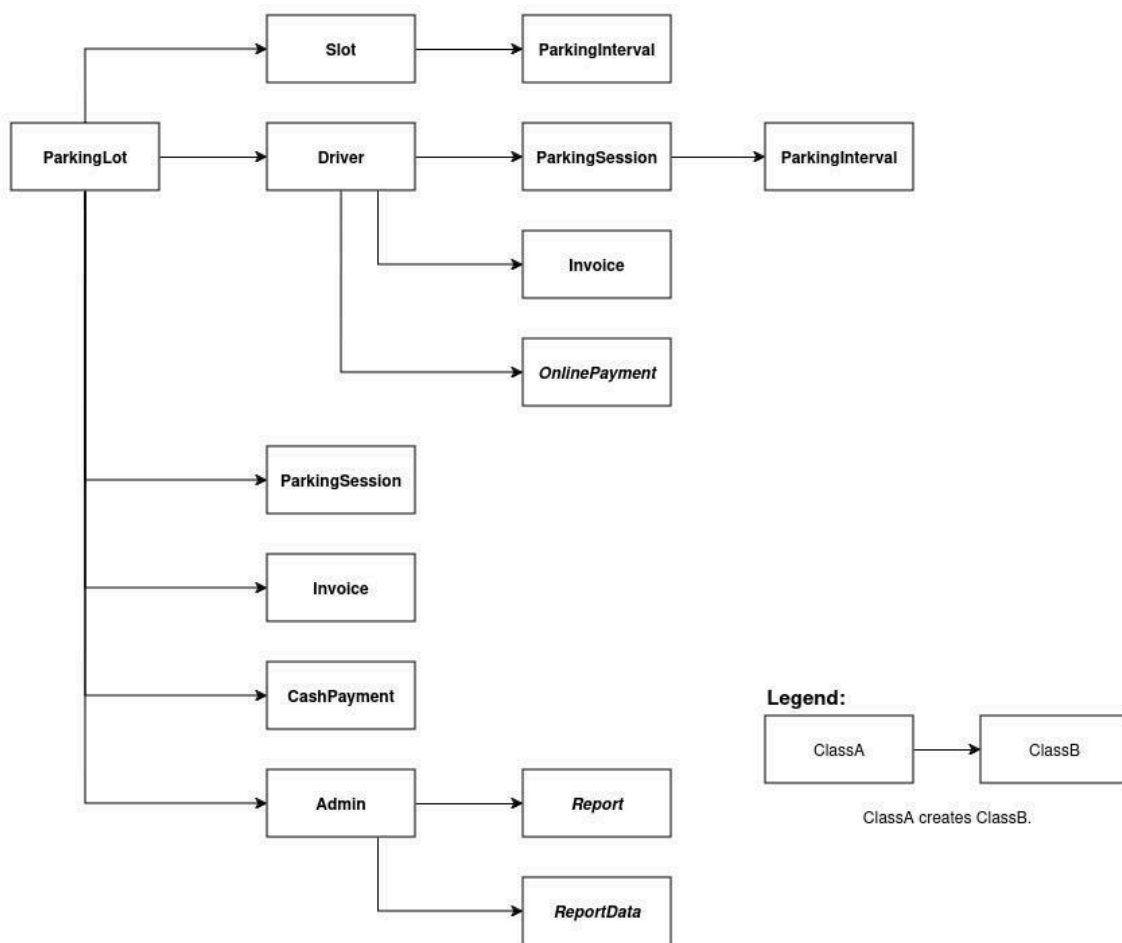 Slot
ParkingInterval
ParkingLot
Driver
ParkingSession
ParkingInterval
Invoice
OnlinePayment
ParkingSession
Invoice
CashPayment
Legend:
ClassA
ClassB
Admin
Report
ClassA creates ClassB.
ReportData